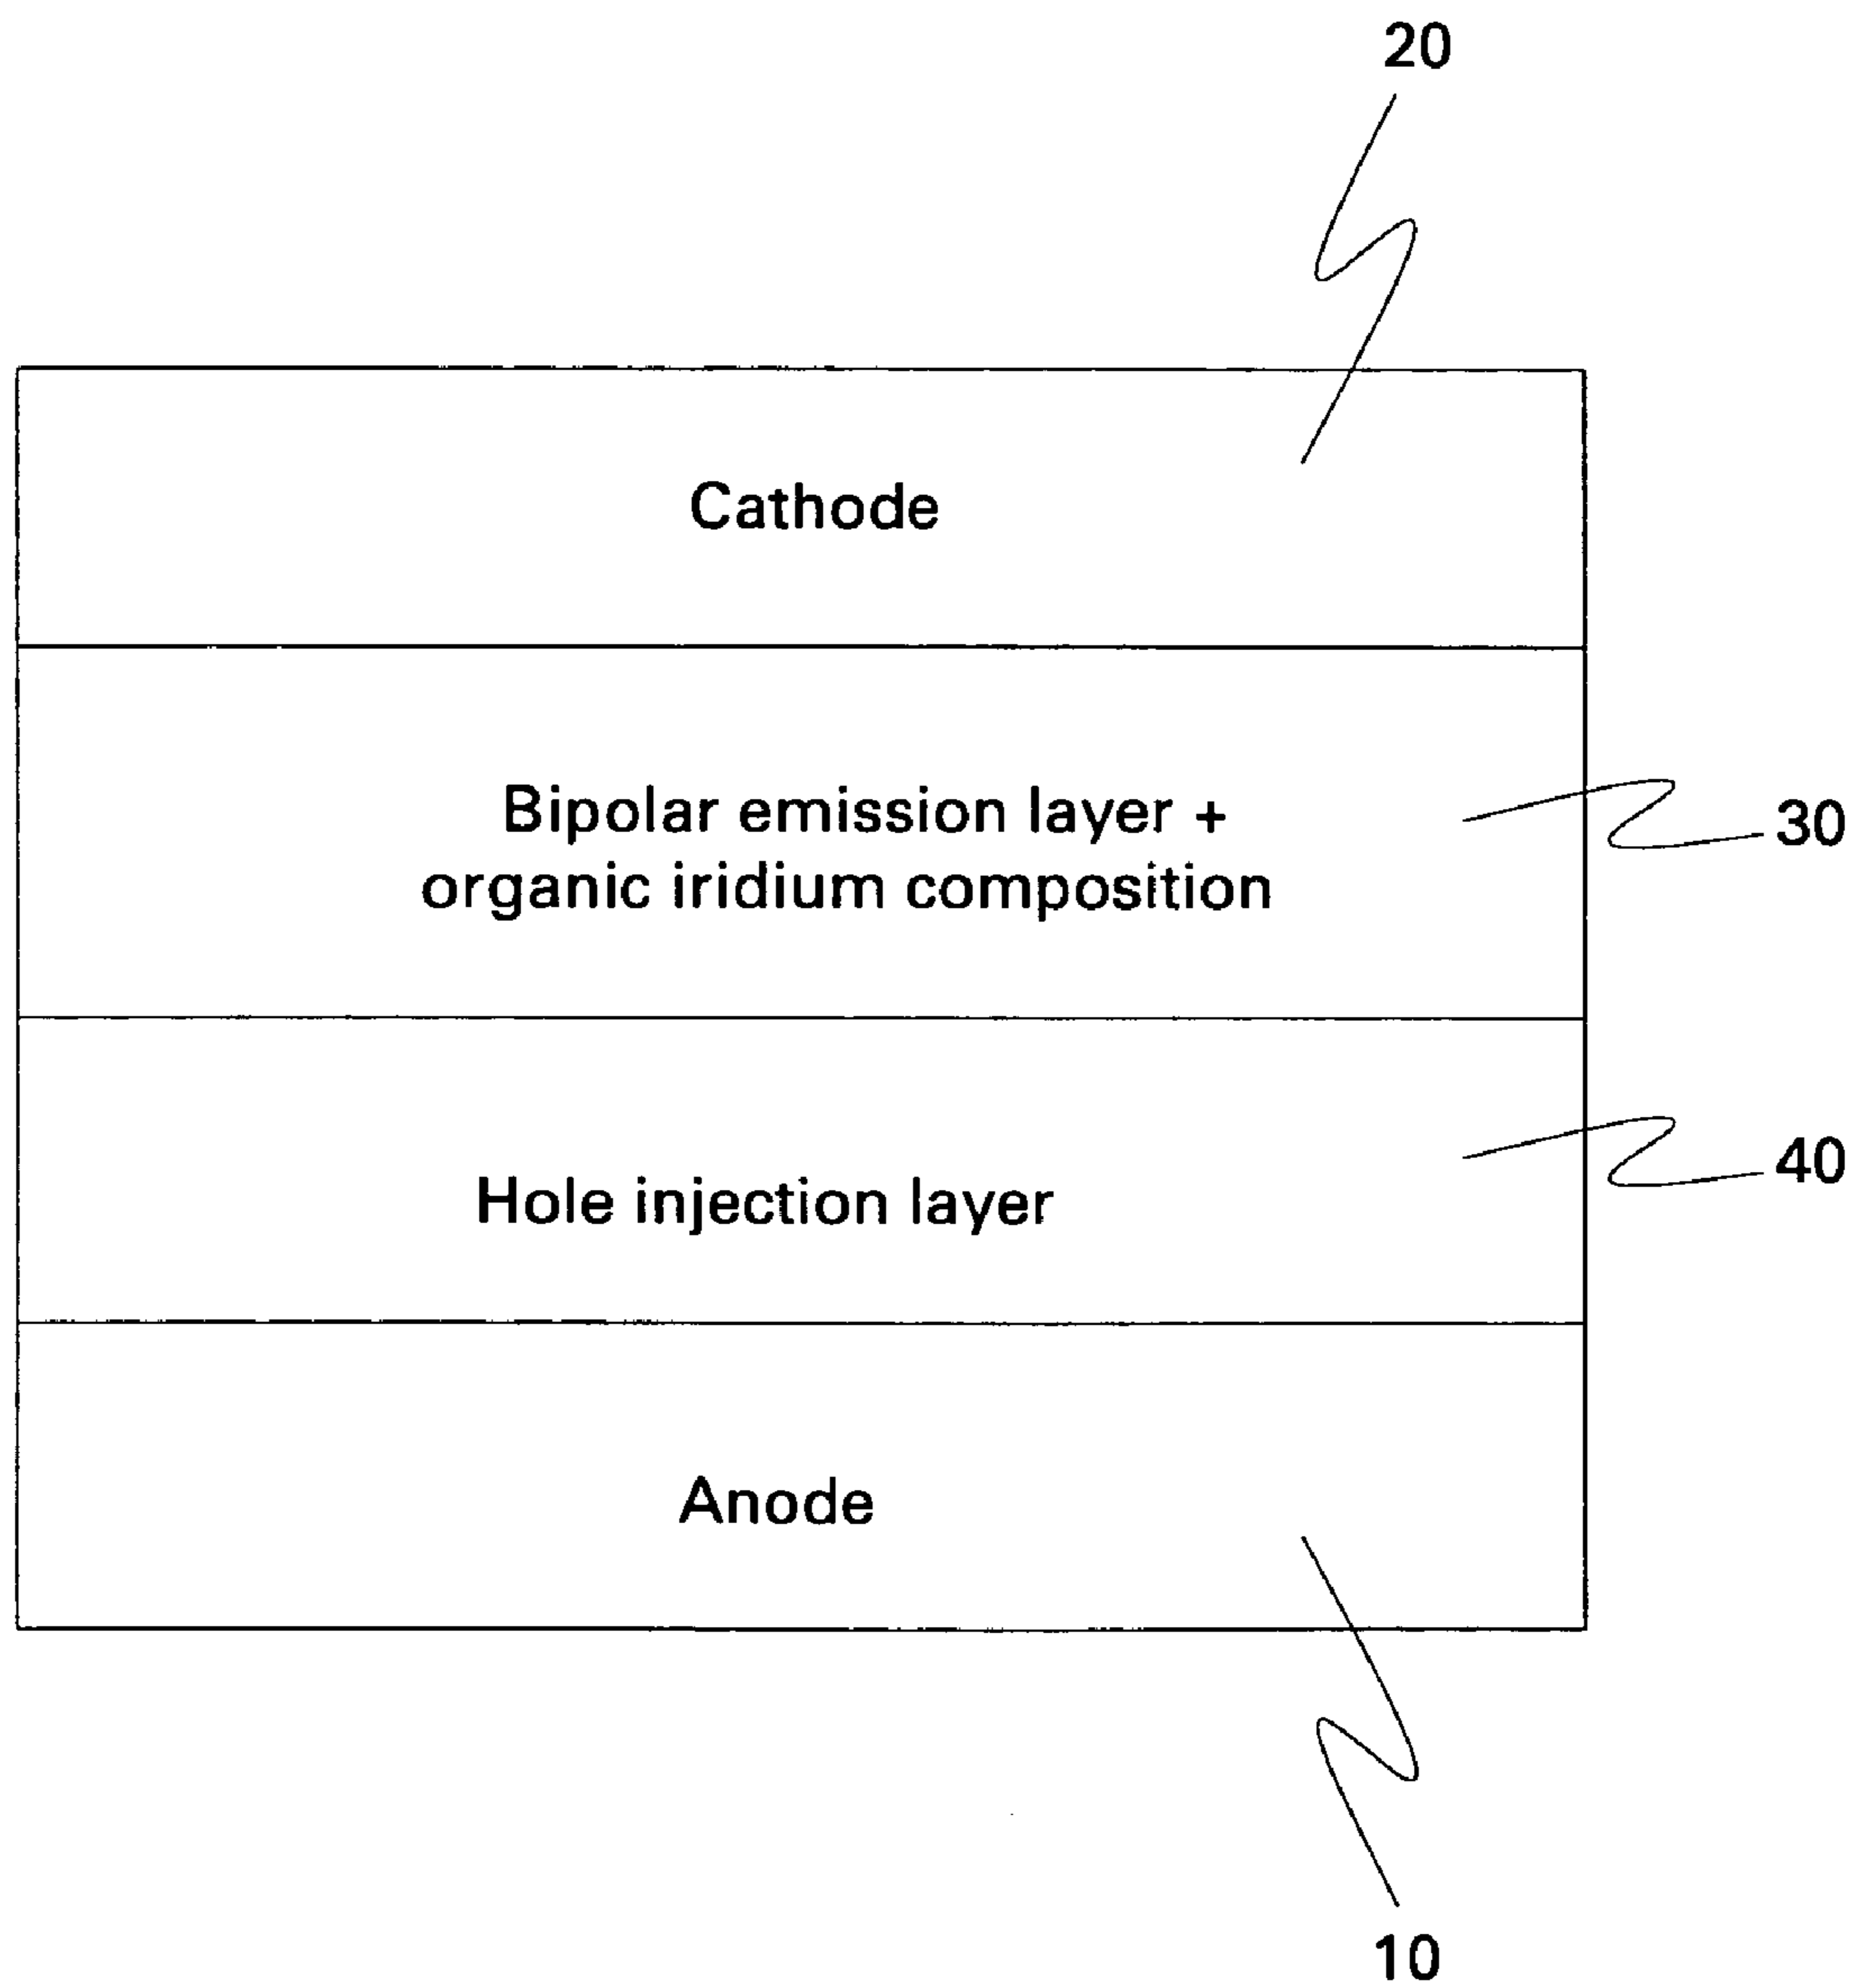 20
Cathode
Bipolar emission layer +
organic iridium composition
30
40
Hole injection layer
Anode
10